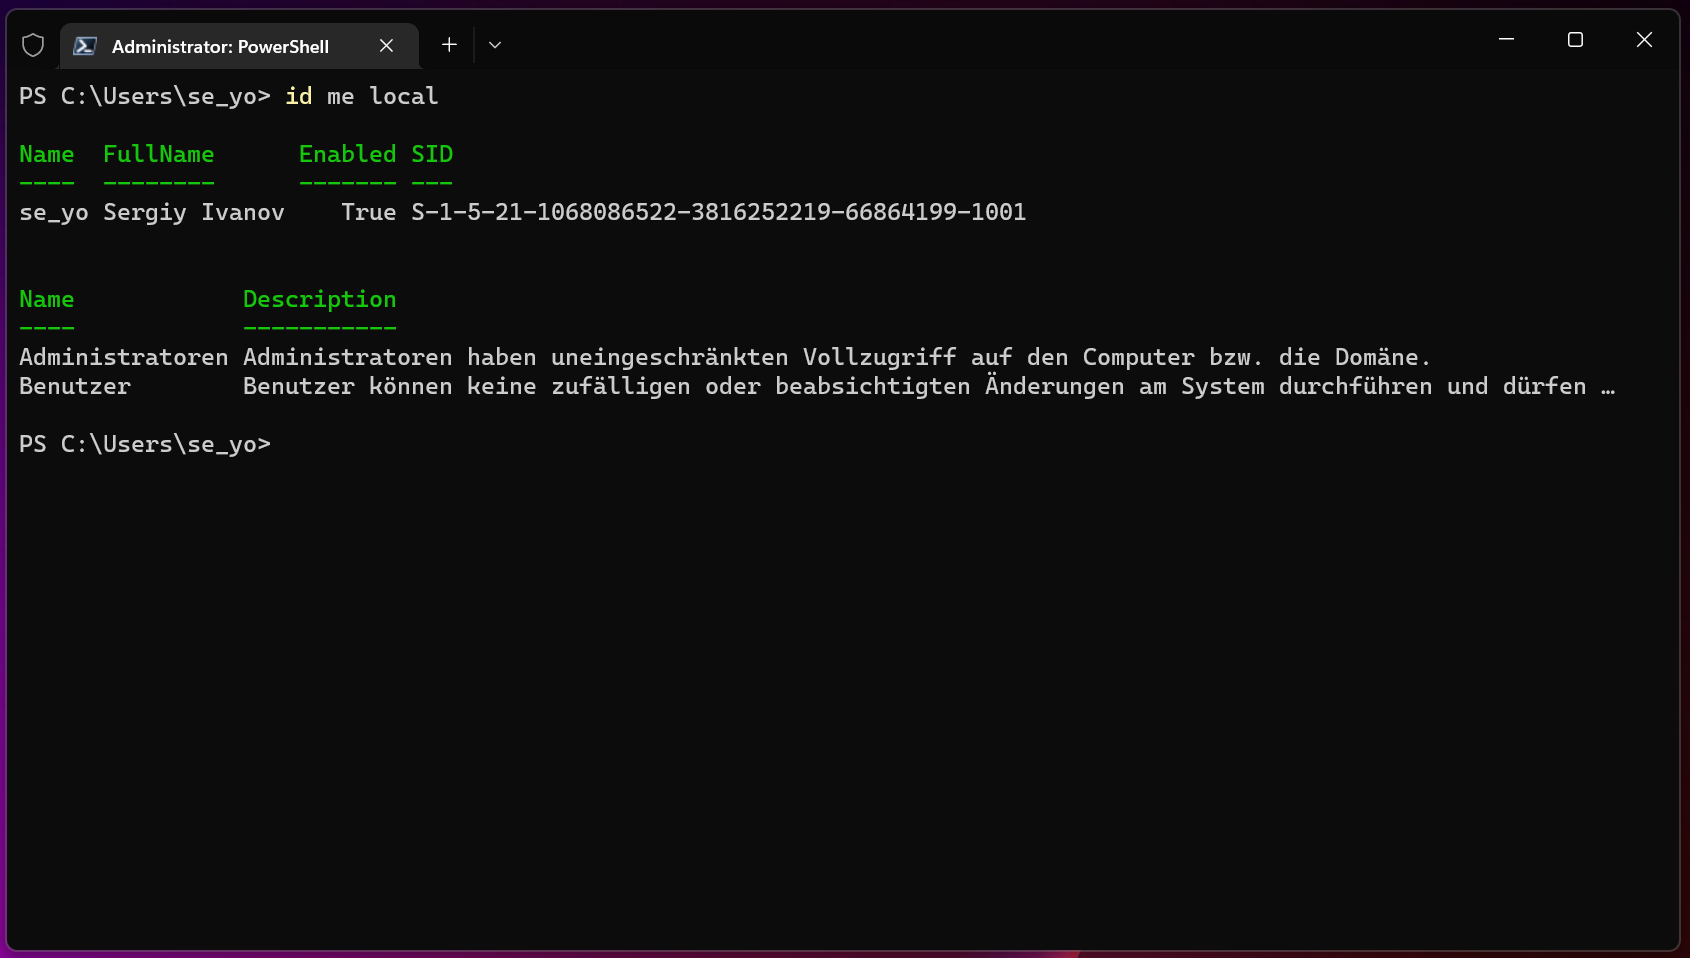 Administrator: PowerShell
PS C:\Users\se_yo> id me local
Name FullName Enabled SID
---- -------- ------- ---
se_yo Sergiy Ivanov True S-1-5-21-1068086522-3816252219-66864199-1001
Name Description
---- -----------
Administratoren Administratoren haben uneingeschränkten Vollzugriff auf den Computer bzw. die Domäne.
Benutzer Benutzer können keine zufälligen oder beabsichtigten Änderungen am System durchführen und dürfen …
PS C:\Users\se_yo>